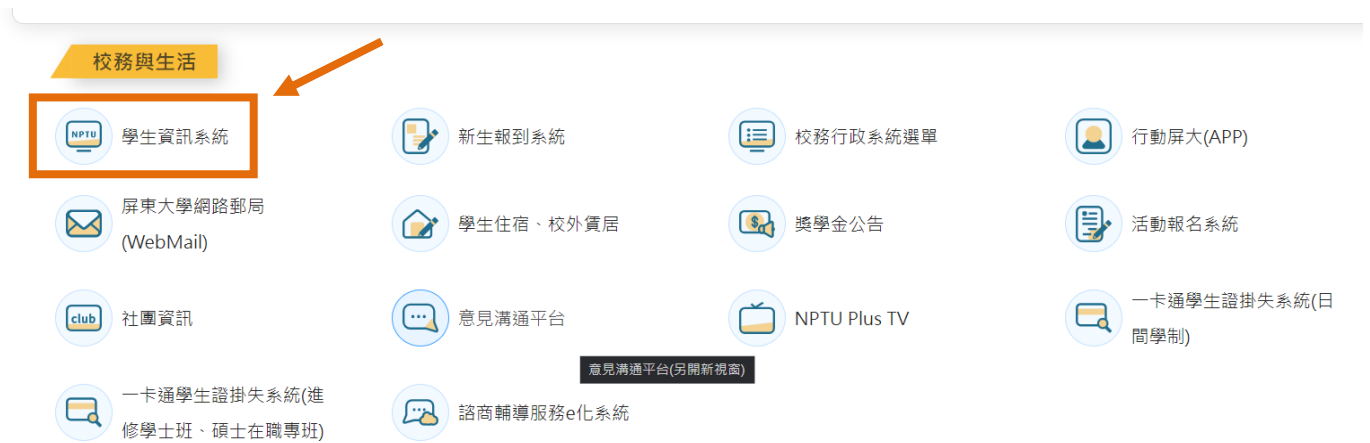 校務與生活
NPTU
學生資訊系統
新生報到系統
校務行政系統選單
行動屏大(APP)
屏東大學網路郵局
(WebMail)
學生住宿、校外賃居
獎學金公告
活動報名系統
club
社團資訊
意見溝通平台
NPTU Plus TV
一卡通學生證掛失系統(日
間學制)
意見溝通平台(另開新視窗)
一卡通學生證掛失系統(進
修學士班、碩士在職專班)
諮商輔導服務e化系統